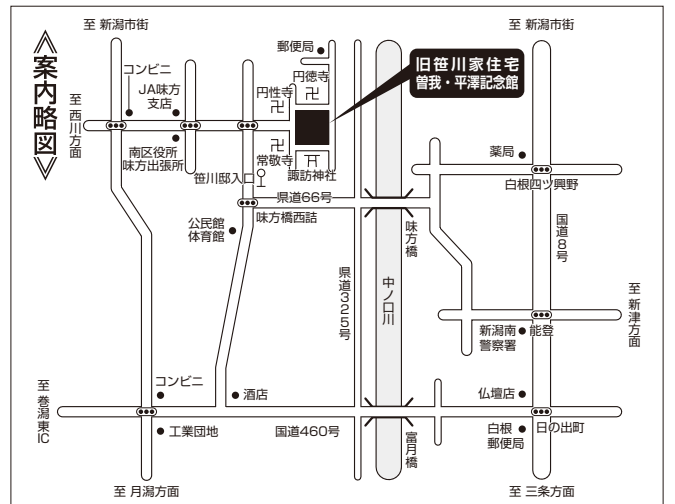 《案内略図》
至 新潟市街
郵便局
至 新潟市街
旧笹川家住宅
曽我・平澤記念館
コンビニ
JA味方
支店
円徳寺
円性寺
卍
卍
至 西川方面
南区役所
味方出張所
卍
常敬寺
諏訪神社
笹川邸入口
薬局
白根四ツ興野
県道66号
味方橋西詰
公民館
体育館
味方橋
国道8号
県道325号
中ノ口川
至 新津方面
新潟南
警察署
能登
至 巻潟東IC
コンビニ
酒店
仏壇店
工業団地
国道460号
富月橋
白根
郵便局
日の出町
至 月潟方面
至 三条方面